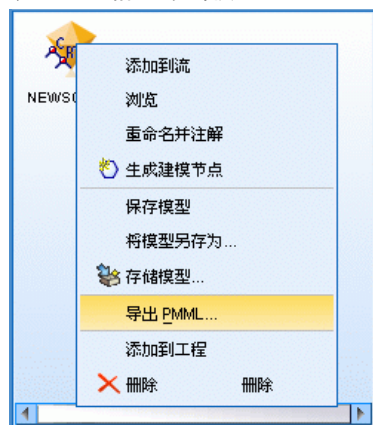 C&R
NEWS
添加到流
浏览
重命名并注解
生成建模节点
保存模型
将模型另存为...
存储模型...
导出 PMML...
添加到工程
删除 删除